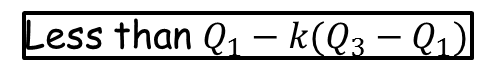 Less than Q₁ − k(Q₃ − Q₁)